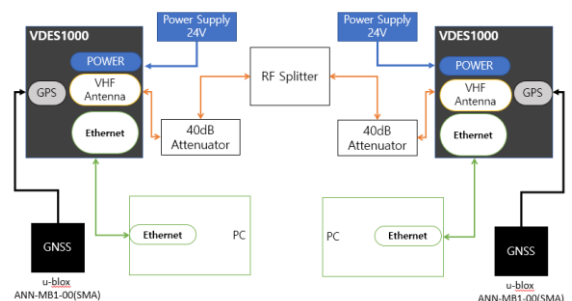 Power Supply
24V
Power Supply
24V
VDES1000
VDES1000
POWER
POWER
RF Splitter
GPS
VHF
Antenna
VHF
Antenna
GPS
Ethernet
40dB
Attenuator
40dB
Attenuator
Ethernet
Ethernet
PC
PC
Ethernet
GNSS
GNSS
u-blox
ANN-MB1-00(SMA)
u-blox
ANN-MB1-00(SMA)